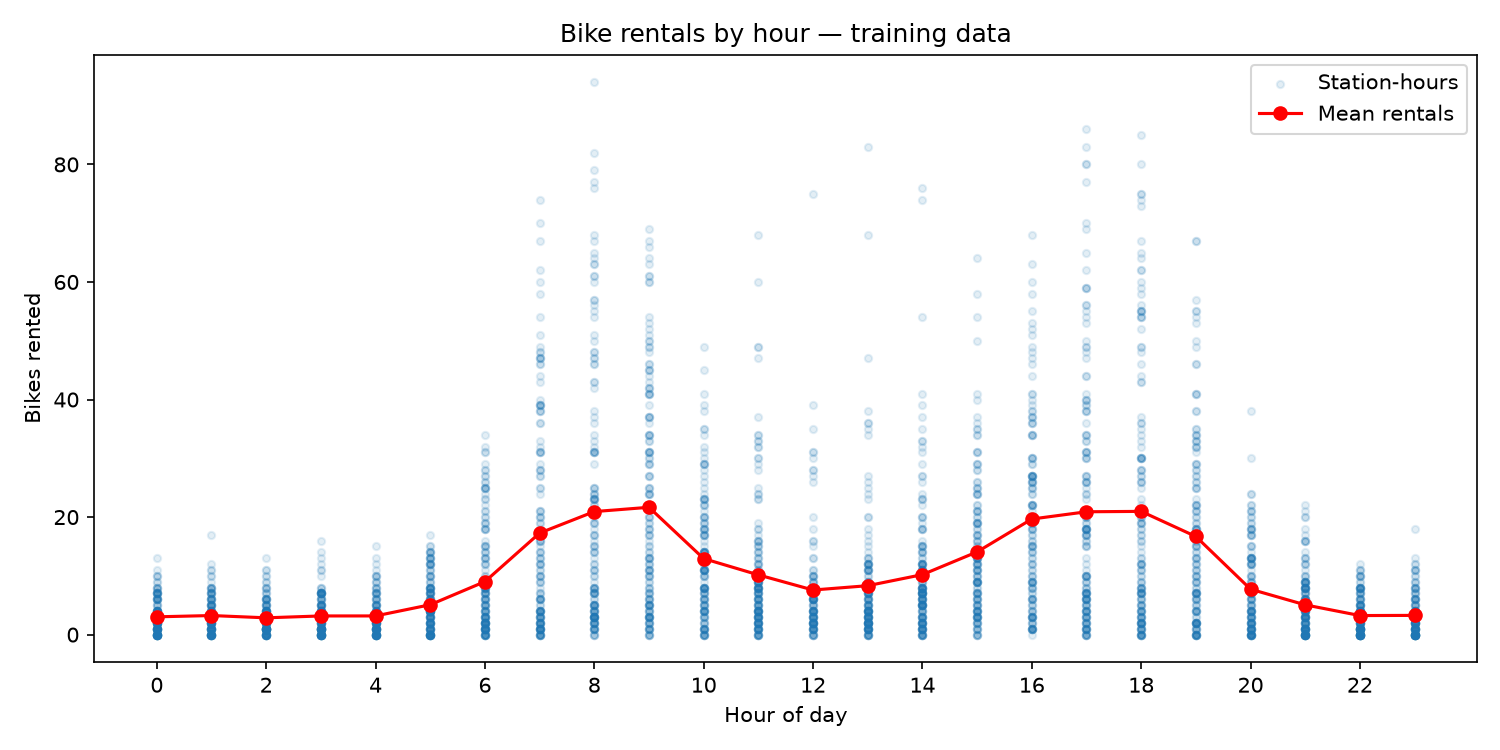 Bike rentals by hour — training data
Station-hours
Mean rentals
Bikes rented
80
60
40
20
0
0 2 4 6 8 10 12 14 16 18 20 22
Hour of day